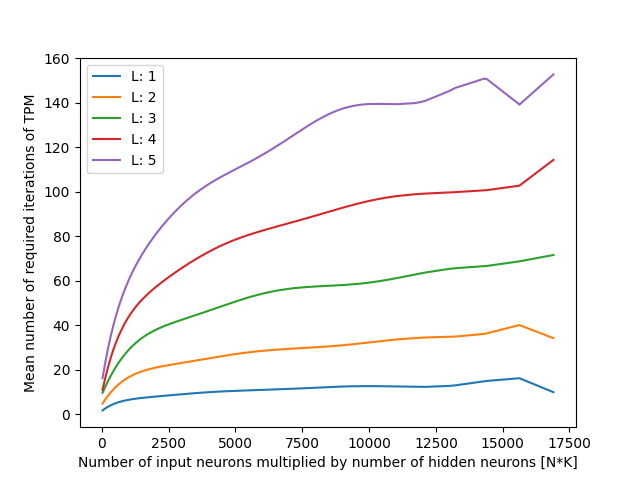 160
140
120
100
80
60
40
20
0
Mean number of required iterations of TPM
L: 1
L: 2
L: 3
L: 4
L: 5
0 2500 5000 7500 10000 12500 15000 17500
Number of input neurons multiplied by number of hidden neurons [N*K]